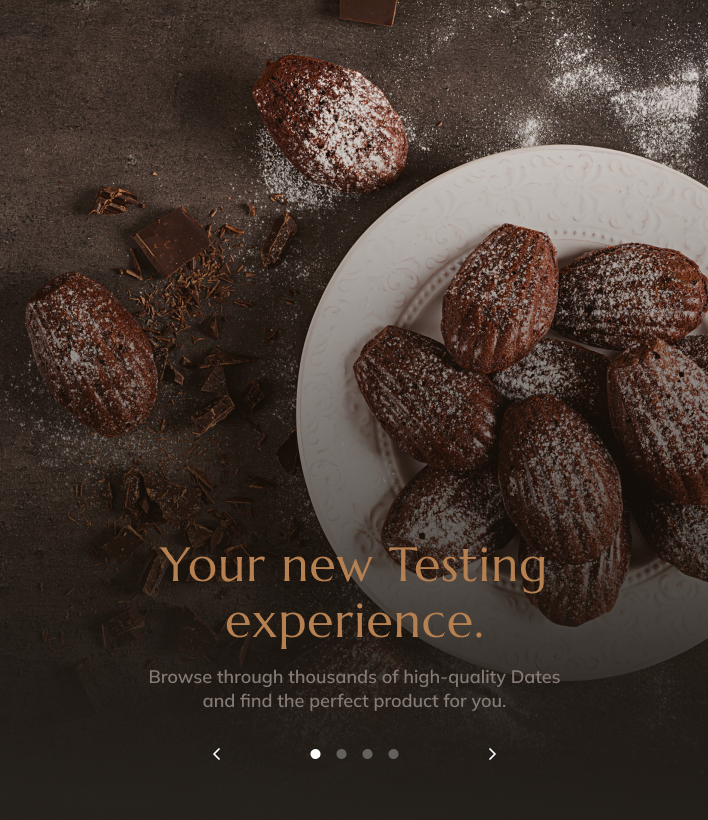 Your new Testing
experience.
Browse through thousands of high-quality Dates
and find the perfect product for you.